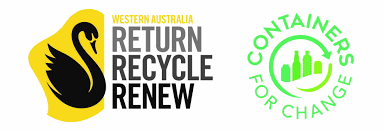 WESTERN AUSTRALIA
RETURN
RECYCLE
RENEW
CONTAINERS
FOR CHANGE